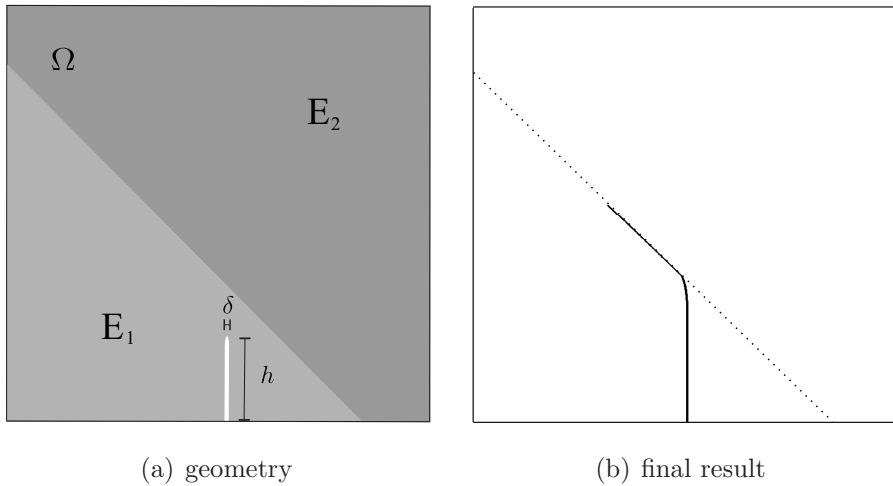 Ω
E₂
δ
E₁
h
(a) geometry
(b) final result